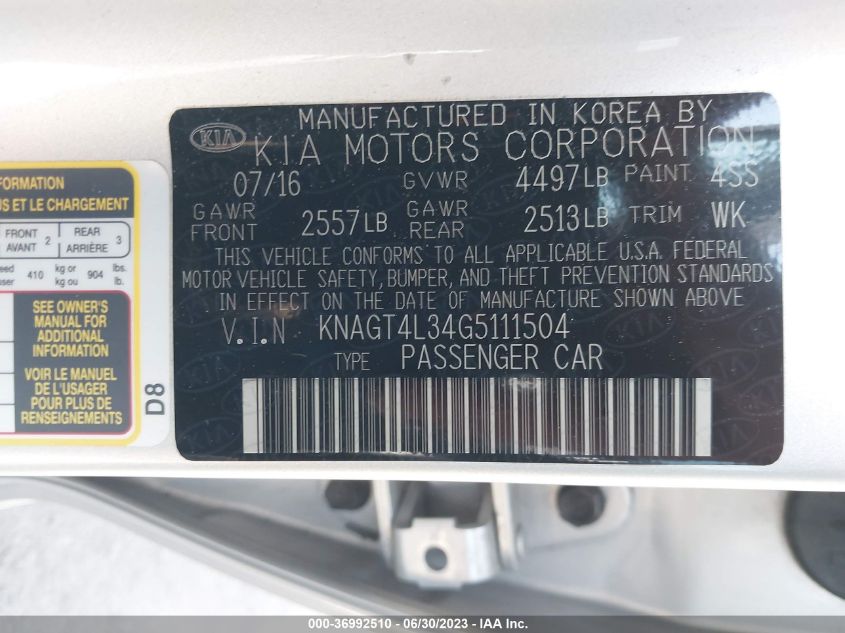 MANUFACTURED IN KOREA BY
KIA
KIA MOTORS CORPORATION
07/16 GVWR 4497LB PAINT 4SS
GAWR FRONT 2557LB GAWR REAR 2513LB TRIM WK
THIS VEHICLE CONFORMS TO ALL APPLICABLE U.S.A. FEDERAL
MOTOR VEHICLE SAFETY, BUMPER, AND THEFT PREVENTION STANDARDS
IN EFFECT ON THE DATE OF MANUFACTURE SHOWN ABOVE
V.I.N KNAGT4L34G5111504
TYPE PASSENGER CAR
FORMATION
US ET LE CHARGEMENT
FRONT 2 REAR 3
AVANT ARRIÈRE
eed 410 kg or 904 lbs.
ser kg ou lb.
SEE OWNER'S
MANUAL FOR
ADDITIONAL
INFORMATION
VOIR LE MANUEL
DE L'USAGER
POUR PLUS DE
RENSEIGNEMENTS
D8
000-36992510 - 06/30/2023 - IAA Inc.